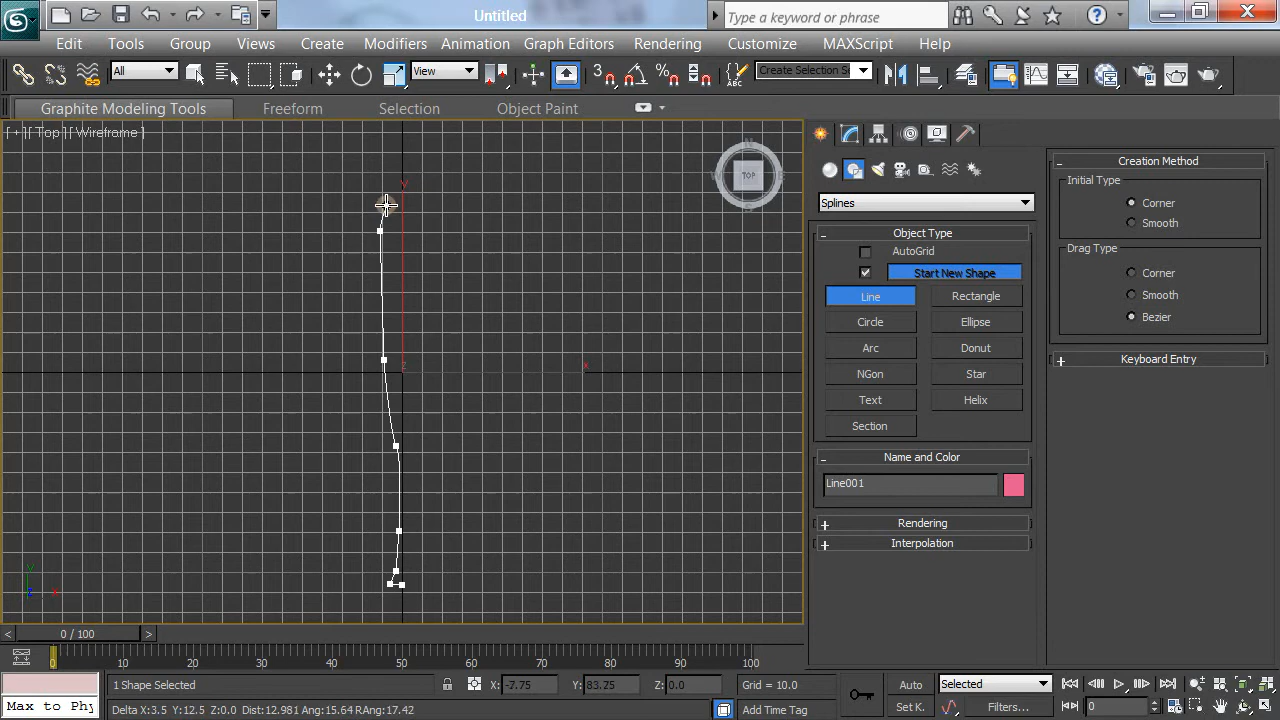 Untitled
Type a keyword or phrase
Edit Tools Group Views Create Modifiers Animation Graph Editors Rendering Customize MAXScript Help
All View 3 Create Selection Se
Graphite Modeling Tools Freeform Selection Object Paint
[ + ] [ Top ] [ Wireframe ]
N
W TOP E
S
Y
Z
X
Y
Z X
Splines
- Object Type
AutoGrid
Start New Shape
Line Rectangle
Circle Ellipse
Arc Donut
NGon Star
Text Helix
Section
- Name and Color
Line001
+ Rendering
+ Interpolation
- Creation Method
Initial Type
Corner
Smooth
Drag Type
Corner
Smooth
Bezier
+ Keyboard Entry
< 0 / 100 >
0 10 20 30 40 50 60 70 80 90 100
1 Shape Selected X: -7.75 Y: 83.25 Z: 0.0 Grid = 10.0 Auto Selected
Max to Phy Delta X:3.5 Y:12.5 Z:0.0 Dist:12.981 Ang:15.64 RAng:17.42 Add Time Tag Set K. Filters... 0